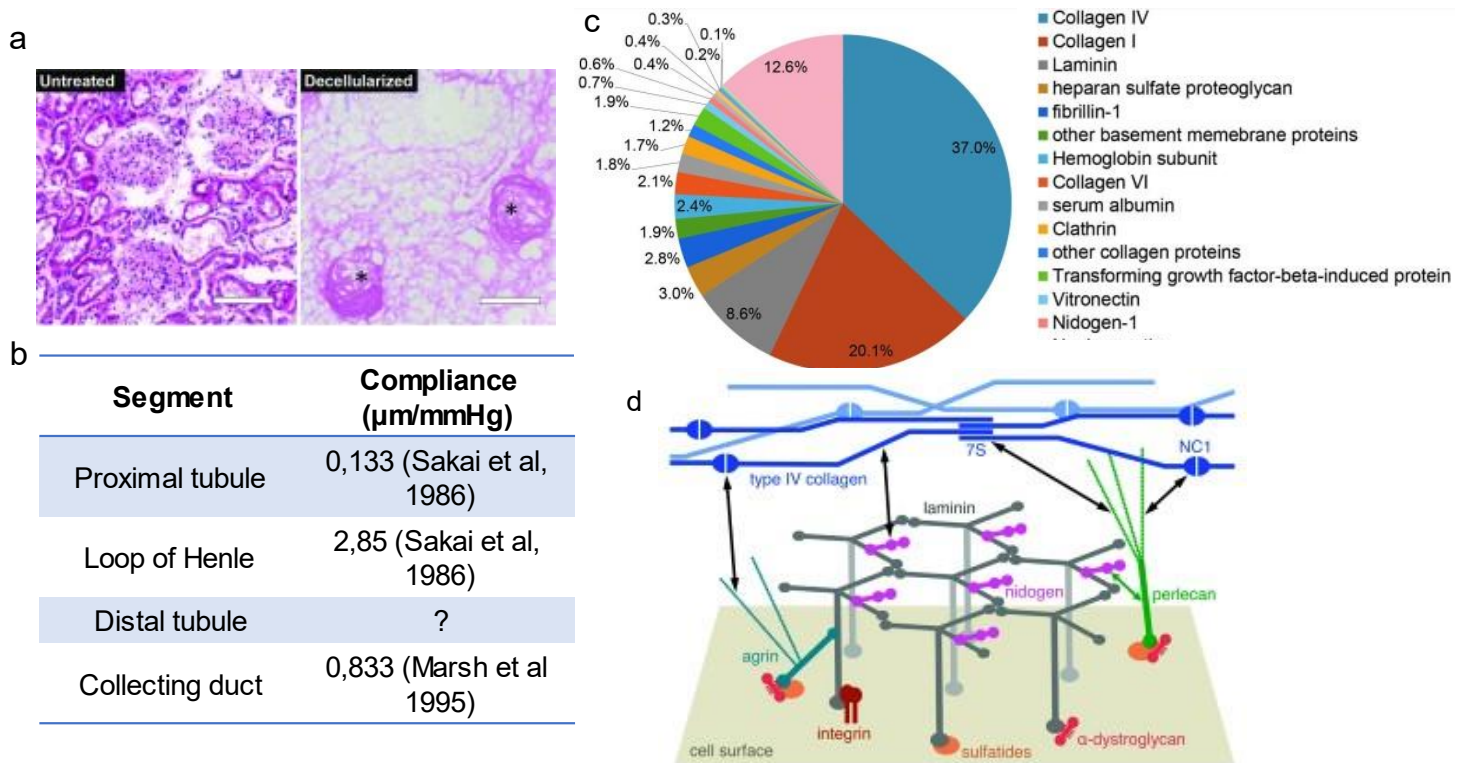 a
Untreated
Decellularized
*
*
b
Segment
Compliance
(µm/mmHg)
Proximal tubule
0,133 (Sakai et al,
1986)
Loop of Henle
2,85 (Sakai et al,
1986)
Distal tubule
?
Collecting duct
0,833 (Marsh et al
1995)
c
0.3%
0.1%
0.4%
0.2%
0.4%
0.6%
0.7%
1.9%
1.2%
1.7%
1.8%
2.1%
2.4%
1.9%
2.8%
3.0%
8.6%
20.1%
37.0%
12.6%
Collagen IV
Collagen I
Laminin
heparan sulfate proteoglycan
fibrillin-1
other basement memebrane proteins
Hemoglobin subunit
Collagen VI
serum albumin
Clathrin
other collagen proteins
Transforming growth factor-beta-induced protein
Vitronectin
Nidogen-1
d
7S
NC1
type IV collagen
laminin
nidogen
perlecan
agrin
integrin
α-dystroglycan
cell surface
sulfatides